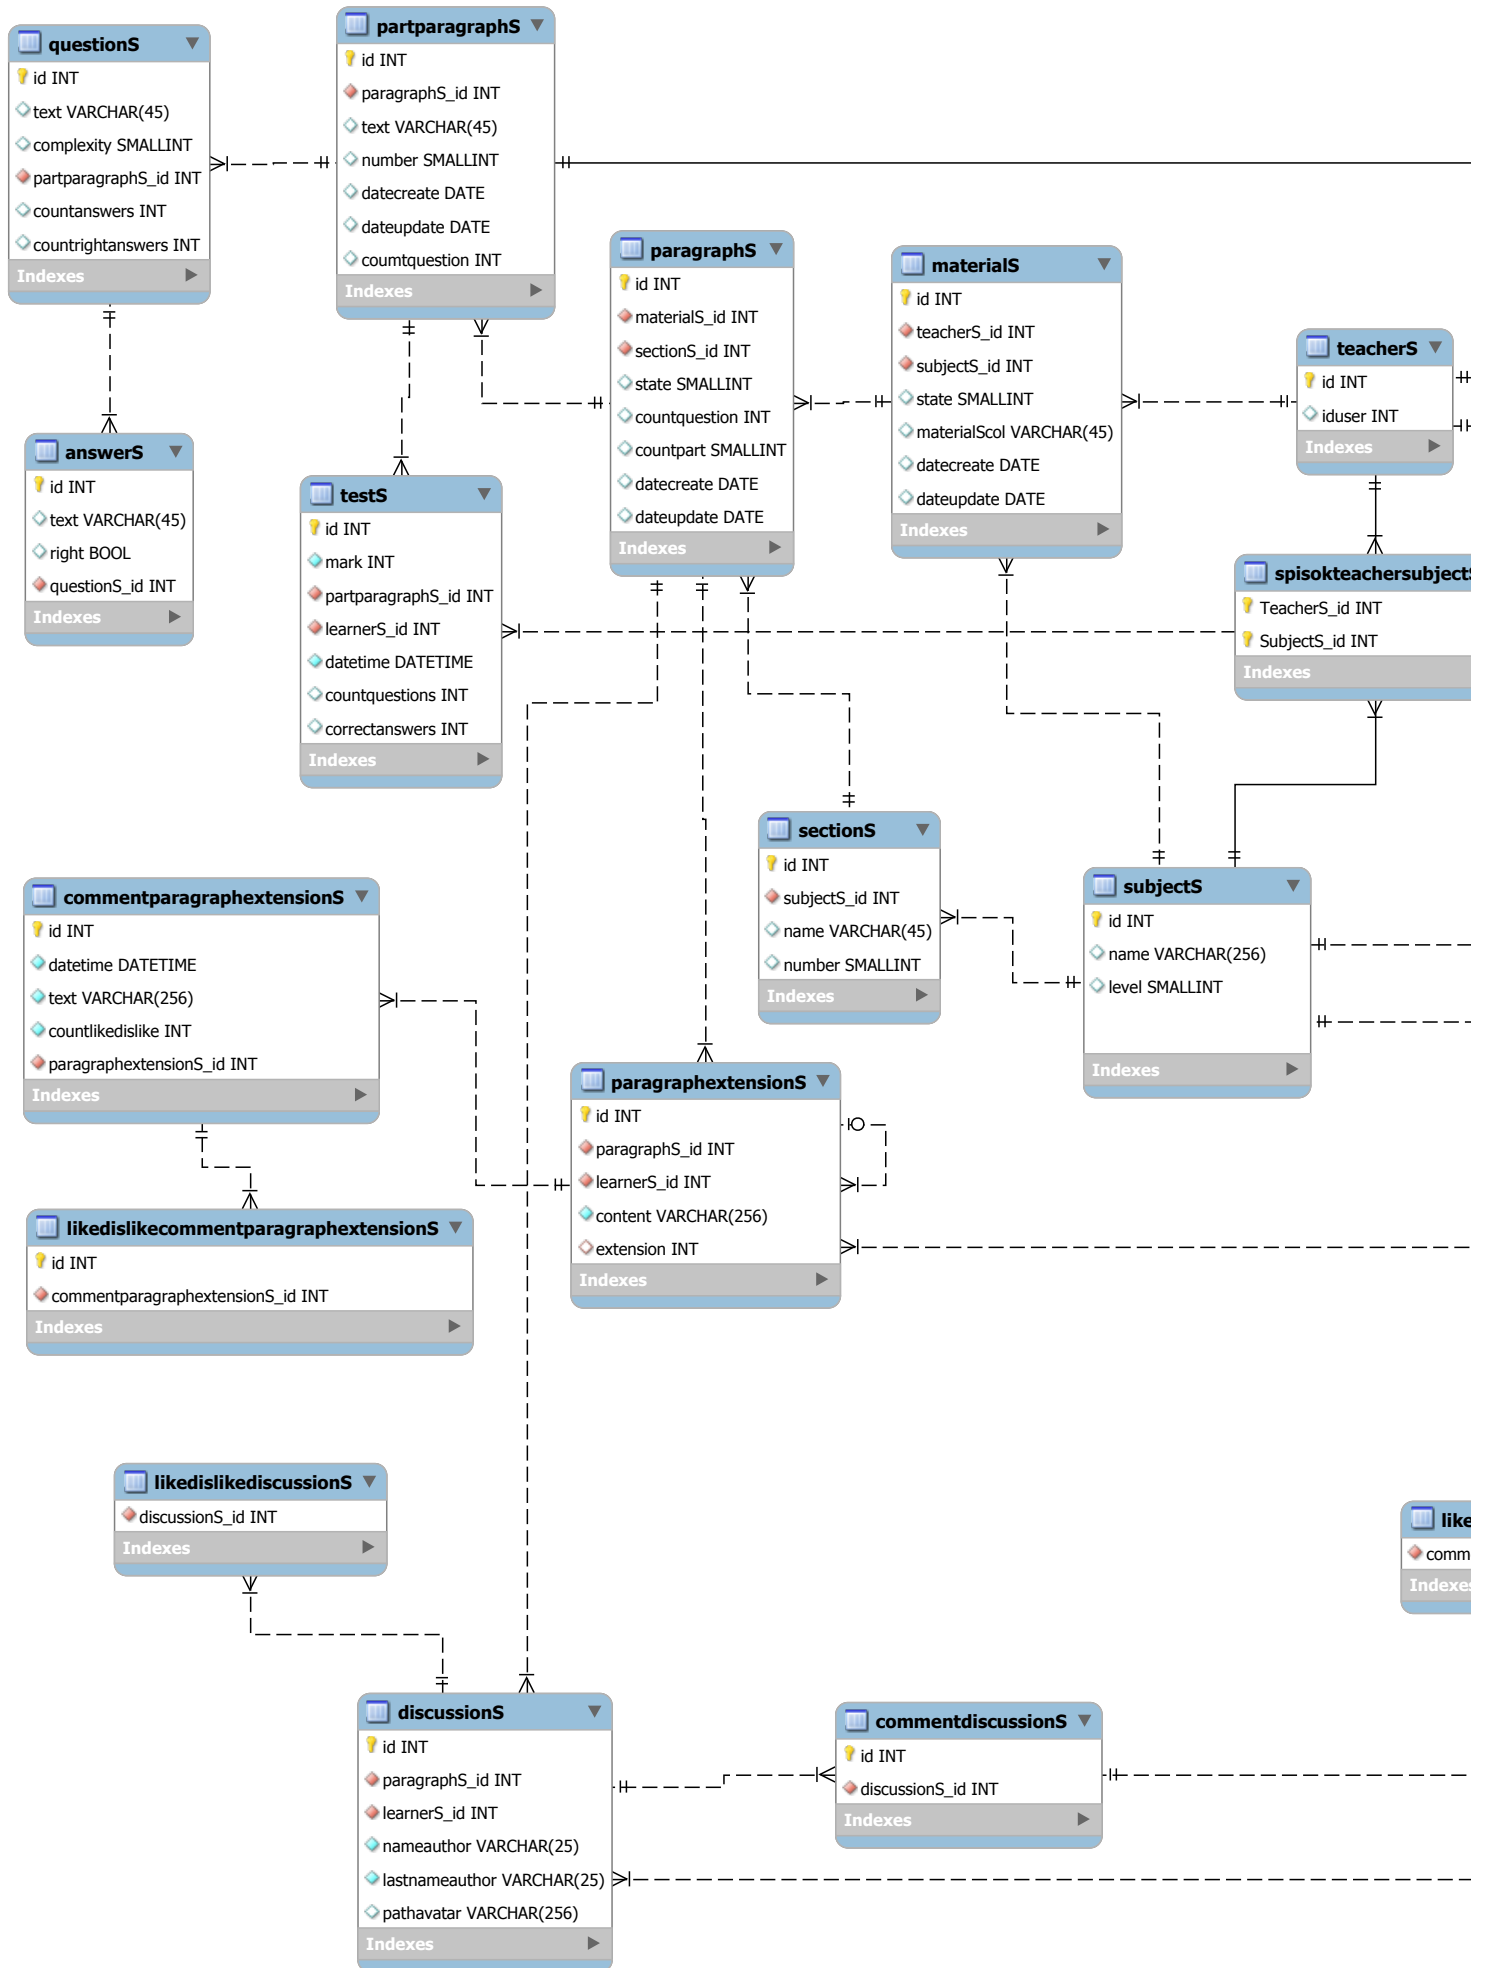 questionS
id INT
text VARCHAR(45)
complexity SMALLINT
partparagraphS_id INT
countanswers INT
countrightanswers INT
Indexes
partparagraphS
id INT
paragraphS_id INT
text VARCHAR(45)
number SMALLINT
datecreate DATE
dateupdate DATE
coumtquestion INT
Indexes
paragraphS
id INT
materialS_id INT
sectionS_id INT
state SMALLINT
countquestion INT
countpart SMALLINT
datecreate DATE
dateupdate DATE
Indexes
materialS
id INT
teacherS_id INT
subjectS_id INT
state SMALLINT
materialScol VARCHAR(45)
datecreate DATE
dateupdate DATE
Indexes
teacherS
id INT
iduser INT
Indexes
answerS
id INT
text VARCHAR(45)
right BOOL
questionS_id INT
Indexes
testS
id INT
mark INT
partparagraphS_id INT
learnerS_id INT
datetime DATETIME
countquestions INT
correctanswers INT
Indexes
spisokteachersubjectS
TeacherS_id INT
SubjectS_id INT
Indexes
sectionS
id INT
subjectS_id INT
name VARCHAR(45)
number SMALLINT
Indexes
subjectS
id INT
name VARCHAR(256)
level SMALLINT
Indexes
commentparagraphextensionS
id INT
datetime DATETIME
text VARCHAR(256)
countlikedislike INT
paragraphextensionS_id INT
Indexes
paragraphextensionS
id INT
paragraphS_id INT
learnerS_id INT
content VARCHAR(256)
extension INT
Indexes
likedislikecommentparagraphextensionS
id INT
commentparagraphextensionS_id INT
Indexes
likedislikediscussionS
discussionS_id INT
Indexes
like
comm
Indexes
discussionS
id INT
paragraphS_id INT
learnerS_id INT
nameauthor VARCHAR(25)
lastnameauthor VARCHAR(25)
pathavatar VARCHAR(256)
Indexes
commentdiscussionS
id INT
discussionS_id INT
Indexes